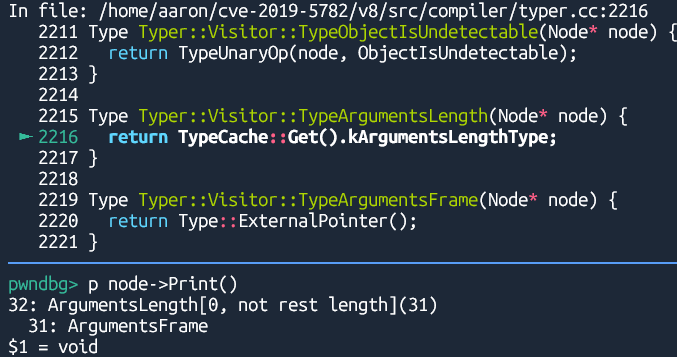 In file: /home/aaron/cve-2019-5782/v8/src/compiler/typer.cc:2216
2211 Type Typer::Visitor::TypeObjectIsUndetectable(Node* node) {
2212   return TypeUnaryOp(node, ObjectIsUndetectable);
2213 }
2214
2215 Type Typer::Visitor::TypeArgumentsLength(Node* node) {
► 2216   return TypeCache::Get().kArgumentsLengthType;
2217 }
2218
2219 Type Typer::Visitor::TypeArgumentsFrame(Node* node) {
2220   return Type::ExternalPointer();
2221 }
pwndbg> p node->Print()
32: ArgumentsLength[0, not rest length](31)
  31: ArgumentsFrame
$1 = void